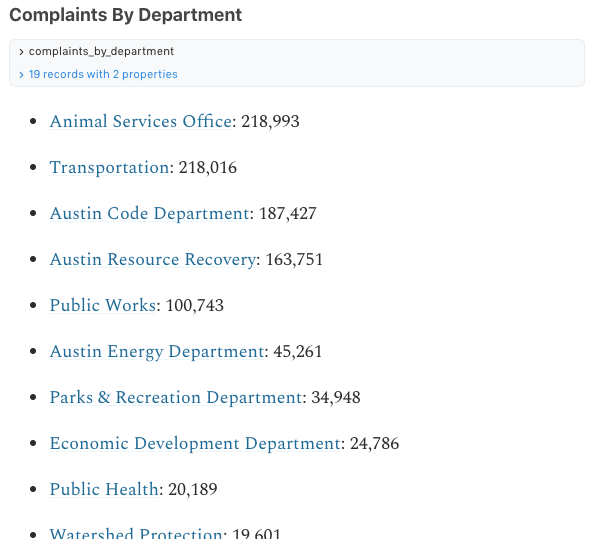 Complaints By Department
› complaints_by_department
› 19 records with 2 properties
• Animal Services Office: 218,993
• Transportation: 218,016
• Austin Code Department: 187,427
• Austin Resource Recovery: 163,751
• Public Works: 100,743
• Austin Energy Department: 45,261
• Parks & Recreation Department: 34,948
• Economic Development Department: 24,786
• Public Health: 20,189
• Watershed Protection: 19,601